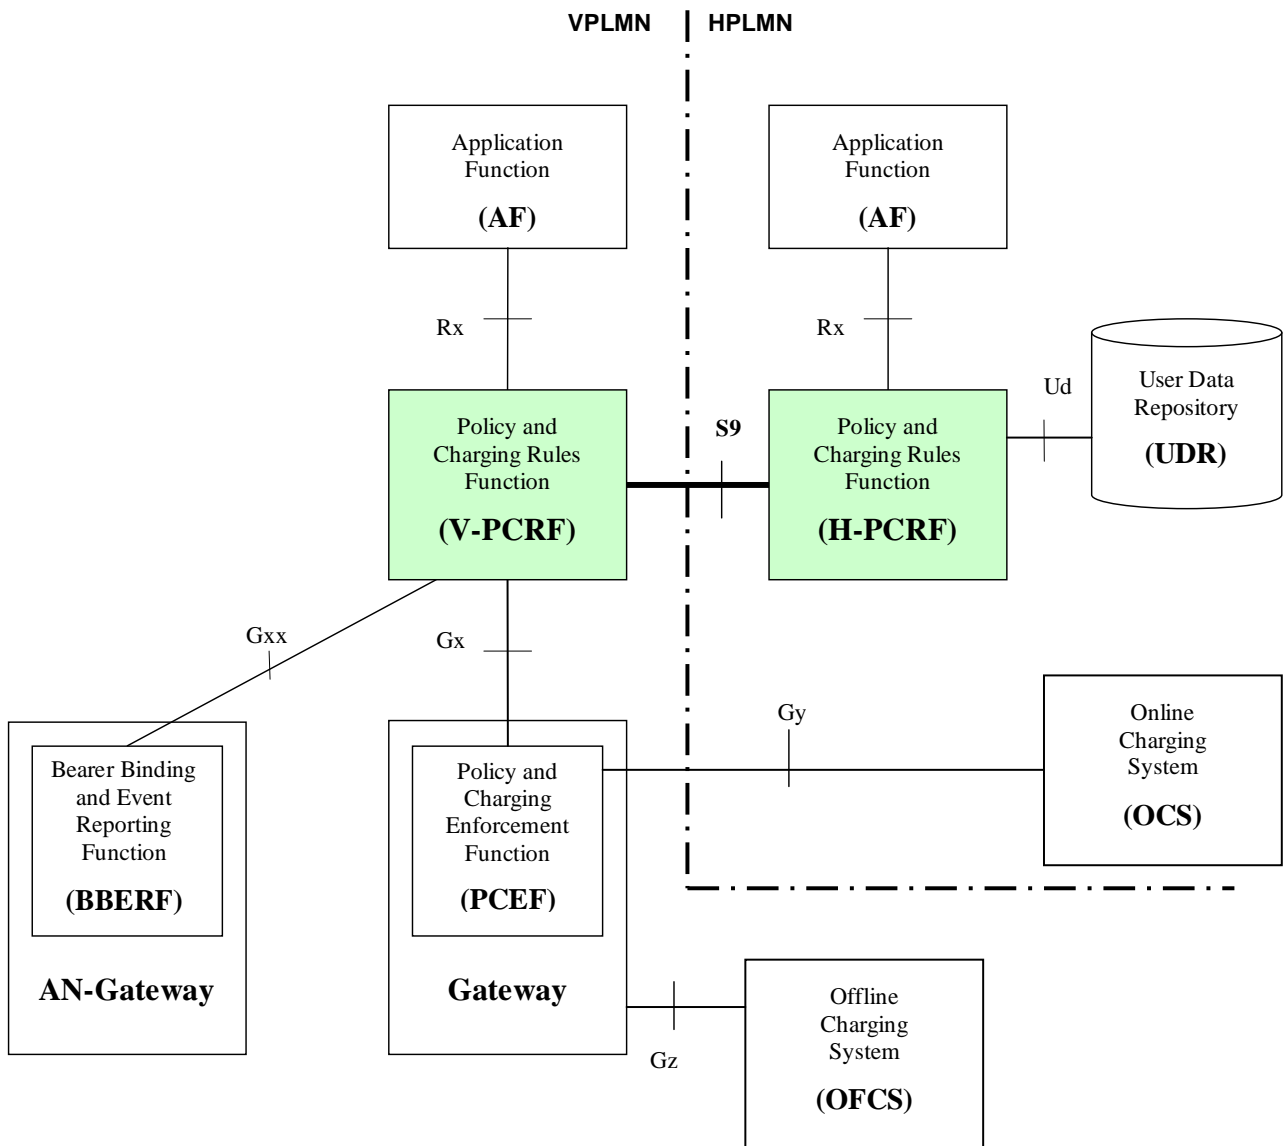 VPLMN
HPLMN
Application
Function
(AF)
Application
Function
(AF)
Rx
Rx
User Data
Repository
(UDR)
Ud
Policy and
Charging Rules
Function
(V-PCRF)
S9
Policy and
Charging Rules
Function
(H-PCRF)
Gxx
Gx
Gy
Online
Charging
System
(OCS)
Bearer Binding
and Event
Reporting
Function
(BBERF)
AN-Gateway
Policy and
Charging
Enforcement
Function
(PCEF)
Gateway
Gz
Offline
Charging
System
(OFCS)